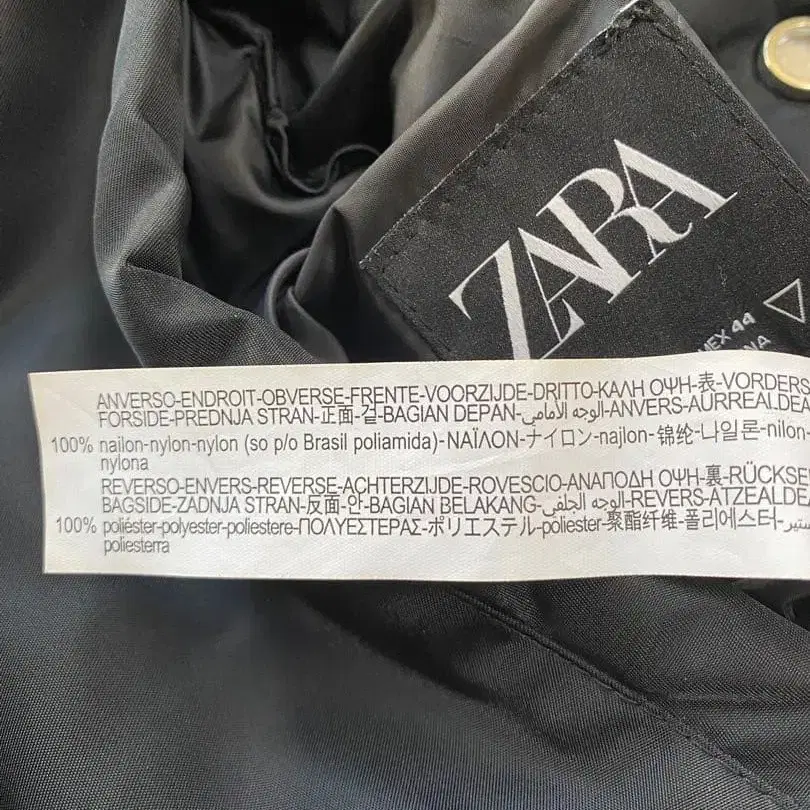 ZARA
MEX 44
ANVERSO-ENDROIT-OBVERSE-FRENTE-VOORZIJDE-DRITTO-ΚΑΛΗ ΟΨΗ-表-VORDERS
FORSIDE-PREDNJA STRAN-正面-겉-BAGIAN DEPAN-الوجه الأمامي-ANVERS-AURREALDEA
100% nailon-nylon-nylon (so p/o Brasil poliamida)-ΝΑΪΛΟΝ-ナイロン-najlon-锦纶-나일론-nilon-
nylona
REVERSO-ENVERS-REVERSE-ACHTERZIJDE-ROVESCIO-ΑΝΑΠΟΔΗ ΟΨΗ-裏-RÜCKSE
BAGSIDE-ZADNJA STRAN-反面-안-BAGIAN BELAKANG-الوجه الخلفي-REVERS-ATZEALDE
100% poliéster-polyester-poliestere-ΠΟΛΥΕΣΤΕΡΑΣ-ポリエステル-poliester-聚酯纤维-폴리에스터-
poliesterra